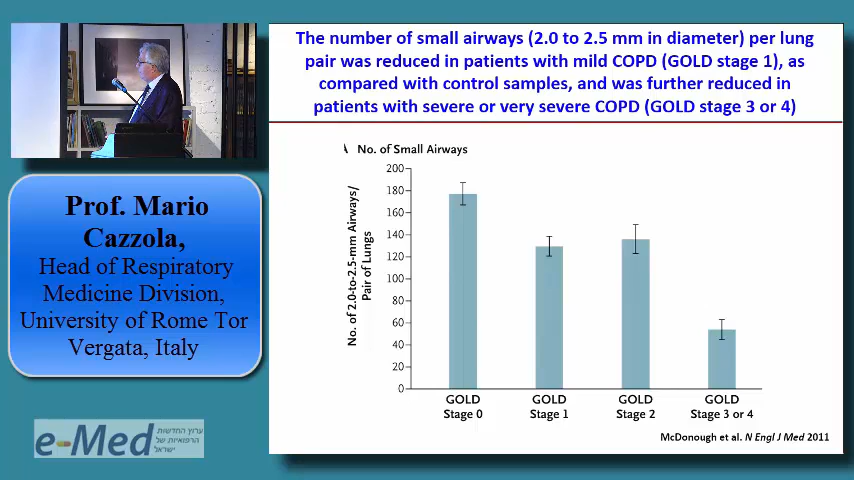 The number of small airways (2.0 to 2.5 mm in diameter) per lung
pair was reduced in patients with mild COPD (GOLD stage 1), as
compared with control samples, and was further reduced in
patients with severe or very severe COPD (GOLD stage 3 or 4)
Prof. Mario
Cazzola,
Head of Respiratory
Medicine Division,
University of Rome Tor
Vergata, Italy
No. of Small Airways
No. of 2.0-to-2.5-mm Airways/
Pair of Lungs
200
180
160
140
120
100
80
60
40
20
0
GOLD
Stage 0
GOLD
Stage 1
GOLD
Stage 2
GOLD
Stage 3 or 4
McDonough et al. N Engl J Med 2011
e-Med
ערוץ החדשות
הרפואיות של
ישראל